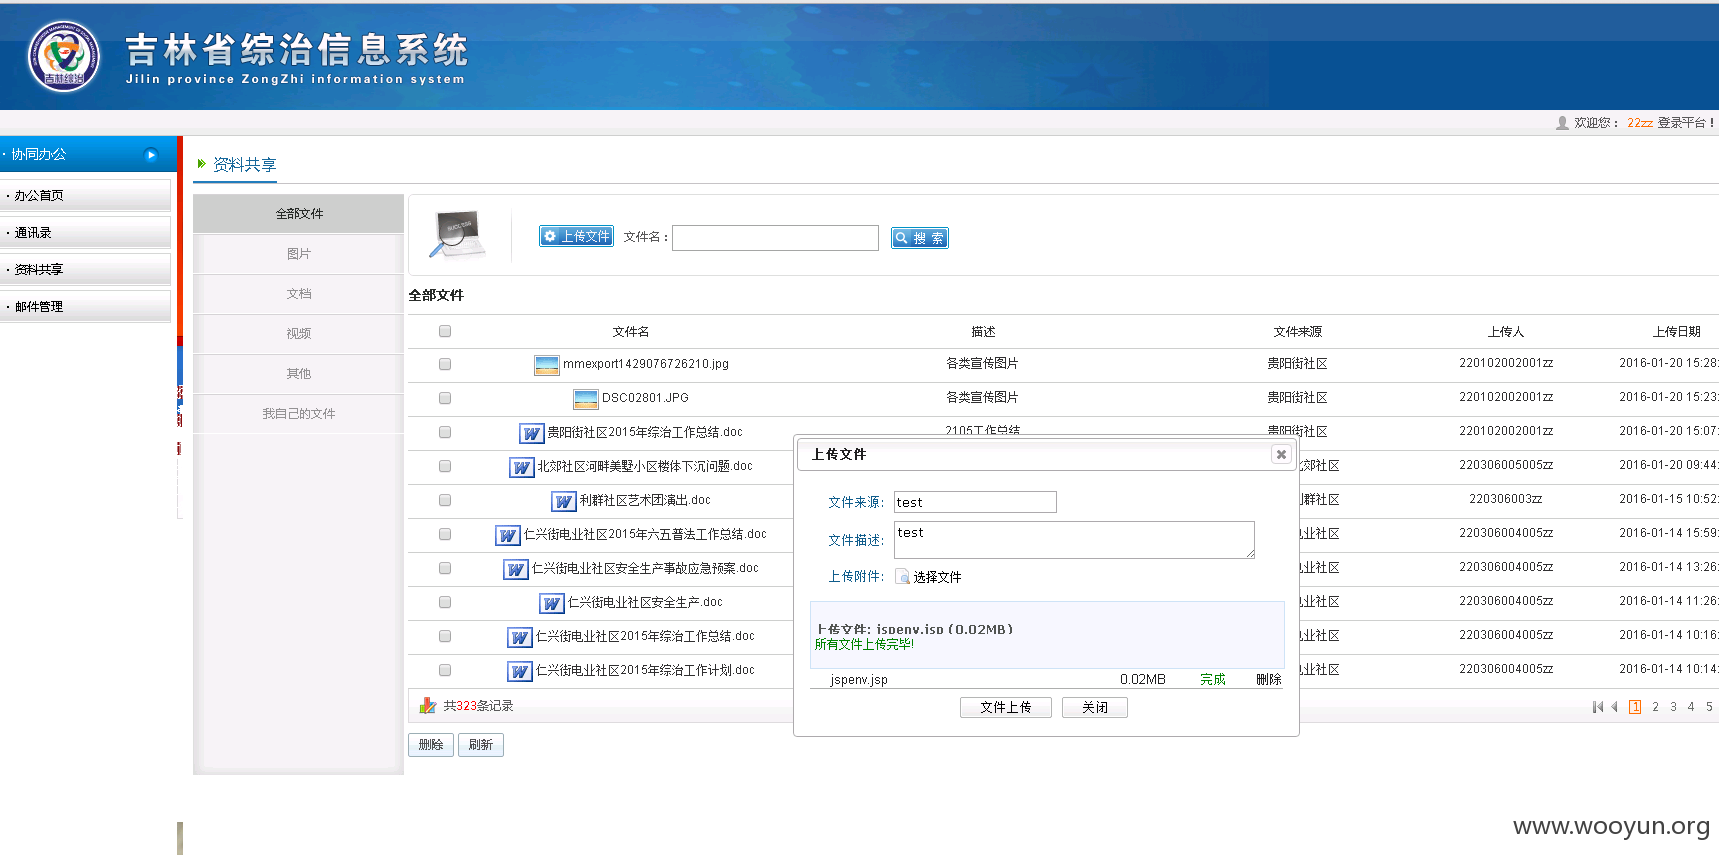 吉林省综治信息系统
Jilin province ZongZhi information system
吉林综治
欢迎您： 22zz 登录平台！
· 协同办公
· 办公首页
· 通讯录
· 资料共享
· 邮件管理
资料共享
全部文件
图片
文档
视频
其他
我自己的文件
上传文件 文件名： 搜 索
全部文件
文件名 描述 文件来源 上传人 上传日期
mmexport1429076726210.jpg 各类宣传图片 贵阳街社区 220102002001zz 2016-01-20 15:28:
DSC02801.JPG 各类宣传图片 贵阳街社区 220102002001zz 2016-01-20 15:23:
贵阳街社区2015年综治工作总结.doc 2105工作总结 贵阳街社区 220102002001zz 2016-01-20 15:07:
北郊社区河畔美墅小区楼体下沉问题.doc 郊社区 220306005005zz 2016-01-20 09:44:
利群社区艺术团演出.doc 群社区 220306003zz 2016-01-15 10:52:
仁兴街电业社区2015年六五普法工作总结.doc 业社区 220306004005zz 2016-01-14 15:59:
仁兴街电业社区安全生产事故应急预案.doc 业社区 220306004005zz 2016-01-14 13:26:
仁兴街电业社区安全生产.doc 业社区 220306004005zz 2016-01-14 11:26:
仁兴街电业社区2015年综治工作总结.doc 业社区 220306004005zz 2016-01-14 10:16:
仁兴街电业社区2015年综治工作计划.doc 业社区 220306004005zz 2016-01-14 10:14:
共323条记录 1 2 3 4 5
删除 刷新
上传文件
文件来源: test
文件描述: test
上传附件: 选择文件
上传文件: jspenv.jsp (0.02MB)
所有文件上传完毕!
jspenv.jsp 0.02MB 完成 删除
文件上传 关闭
www.wooyun.org